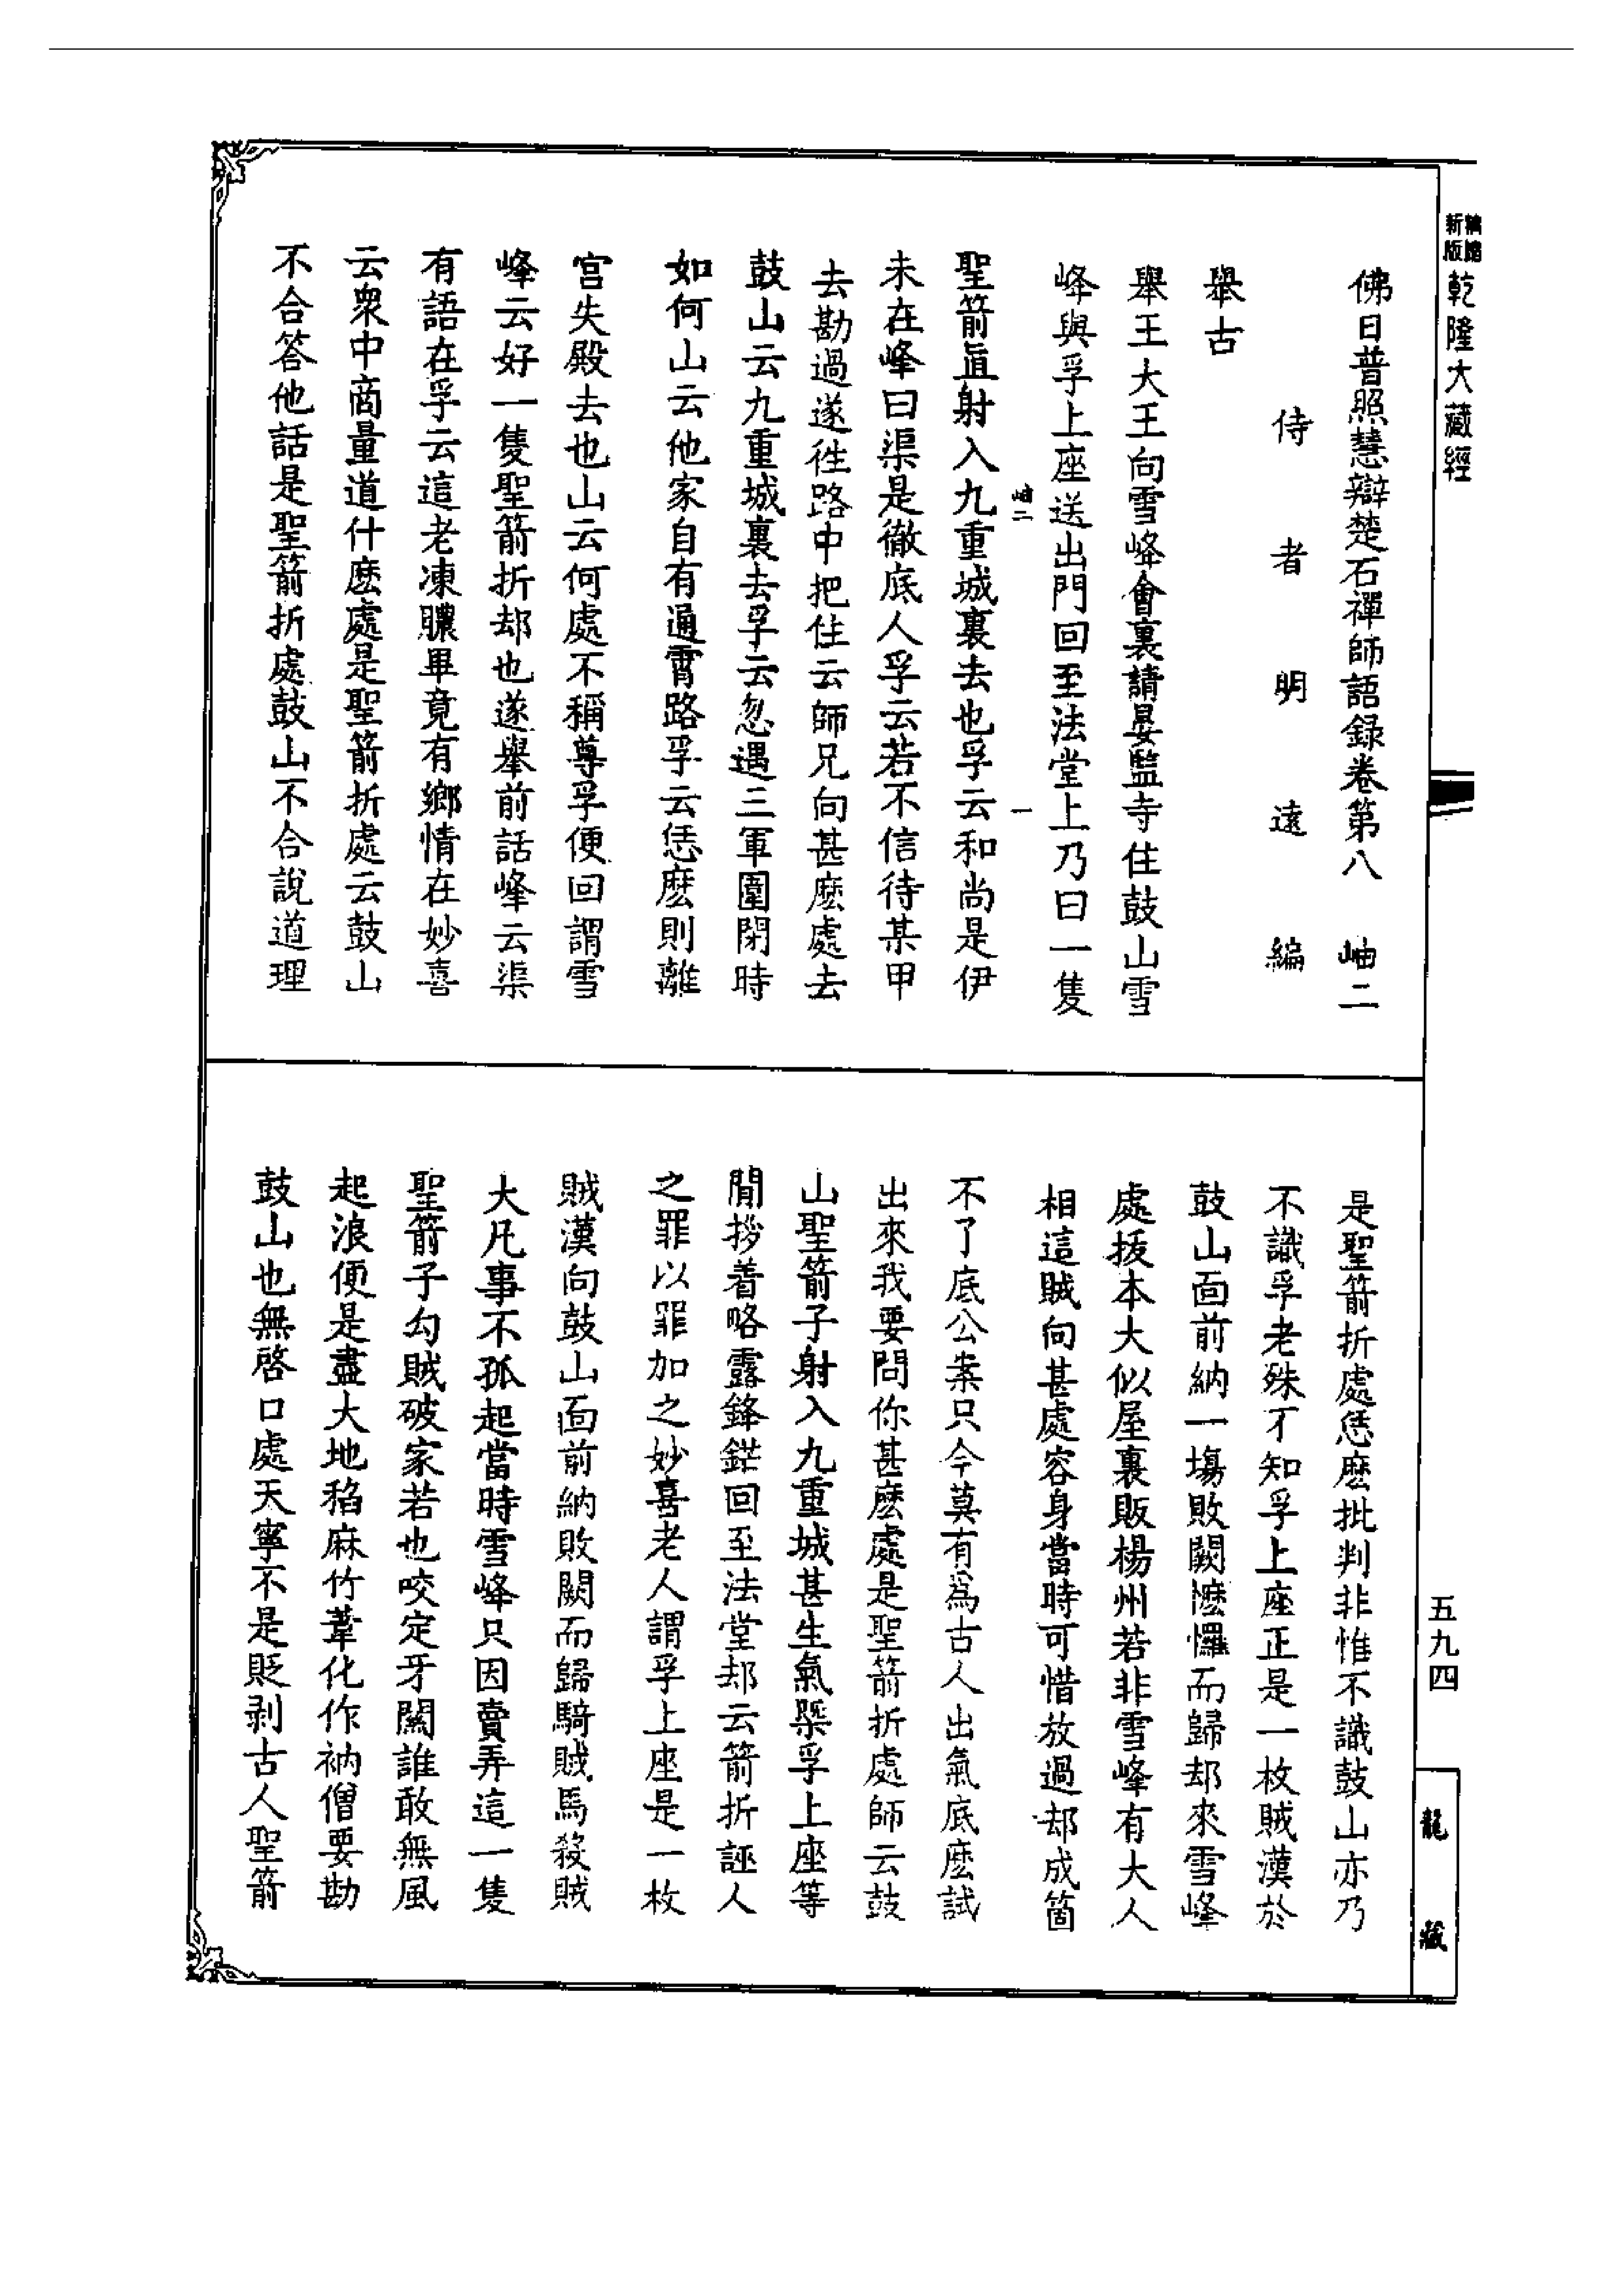 新版
精縮
乾隆大藏經
佛日普照慧辯楚石禪師語録卷第八　岫二
侍者明遠編
舉古
舉王大王向雪峰會裏請晏監寺住鼓山雪
峰與孚上座送出門回至法堂上乃曰一隻
岫二　一
聖箭直射入九重城裏去也孚云和尚是伊
未在峰曰渠是徹底人孚云若不信待某甲
去勘過遂徃路中把住云師兄向甚麽處去
鼓山云九重城裏去孚云忽遇三軍圍閉時
如何山云他家自有通霄路孚云恁麽則離
宮失殿去也山云何處不稱尊孚便回謂雪
峰云好一隻聖箭折却也遂舉前話峰云渠
有語在孚云這老凍膿畢竟有鄉情在妙喜
云衆中商量道什麽處是聖箭折處云鼓山
不合答他話是聖箭折處鼓山不合說道理
是聖箭折處恁麽批判非惟不識鼓山亦乃
不識孚老殊不知孚上座正是一枚賊漢於
鼓山面前納一場敗闕懡㦬而歸却來雪峰
處扳本大似屋裏販楊州若非雪峰有大人
相這賊向甚處容身當時可惜放過却成箇
不了底公案只今莫有爲古人出氣底麽試
出來我要問你甚麽處是聖箭折處師云鼓
山聖箭子射入九重城甚生氣槩孚上座等
閒拶着略露鋒鋩回至法堂却云箭折誣人
之罪以罪加之妙喜老人謂孚上座是一枚
賊漢向鼓山面前納敗闕而歸騎賊馬殺賊
大凡事不孤起當時雪峰只因賣弄這一隻
聖箭子勾賊破家若也咬定牙關誰敢無風
起浪便是盡大地稻麻竹葦化作衲僧要勘
鼓山也無啓口處天寧不是貶剥古人聖箭
五九四
龍藏